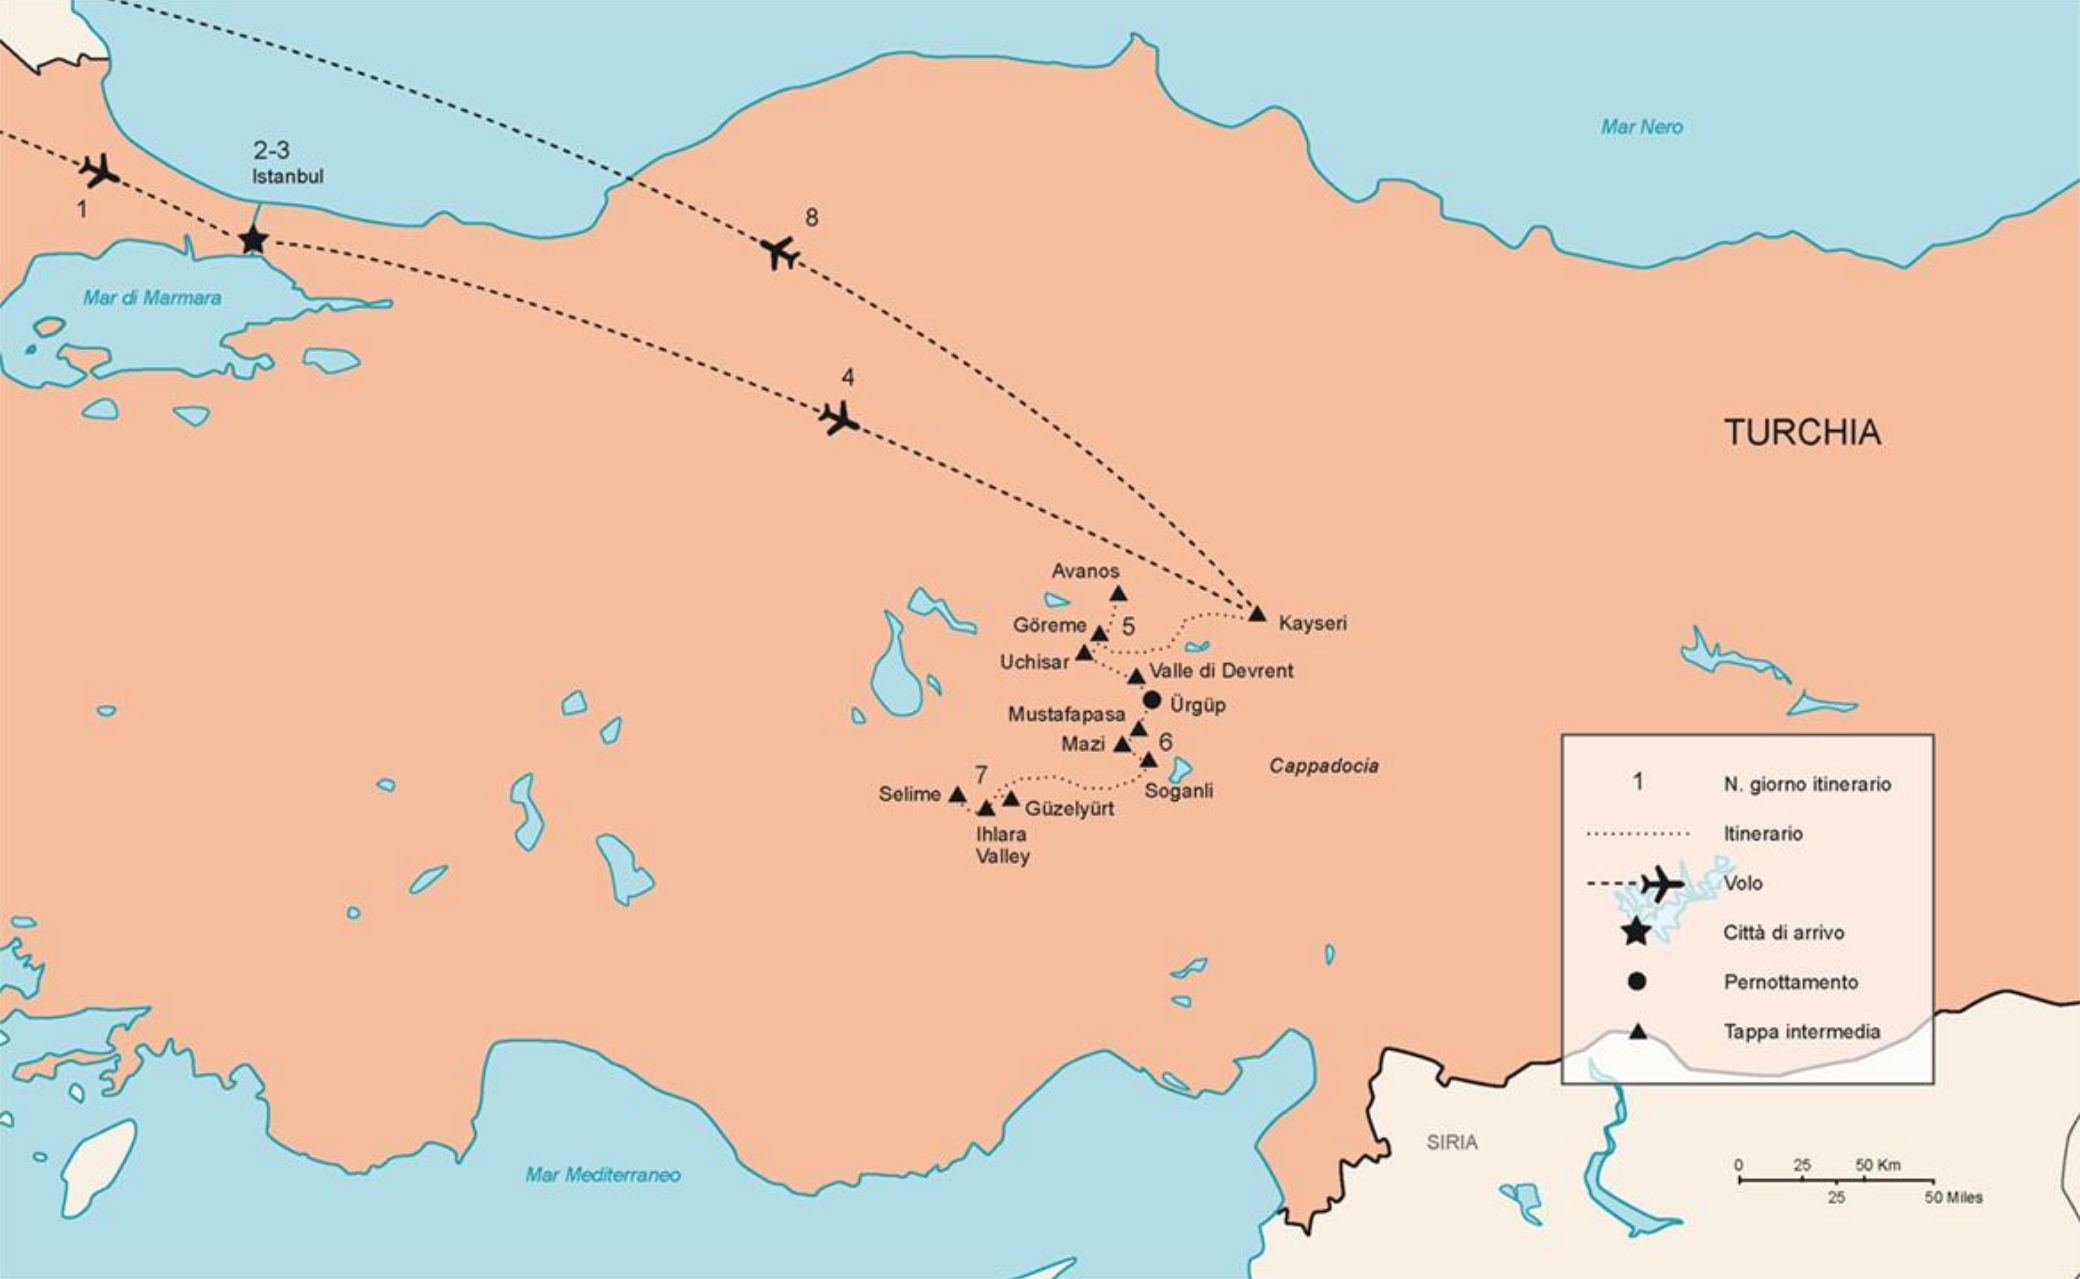 Mar Nero
2-3
Istanbul
1
8
Mar di Marmara
4
TURCHIA
Avanos
Göreme
5
Kayseri
Uchisar
Valle di Devrent
Ürgüp
Mustafapasa
Mazi
6
Cappadocia
7
Selime
Güzelyürt
Soganli
Ihlara
Valley
1 N. giorno itinerario
Itinerario
Volo
Città di arrivo
Pernottamento
Tappa intermedia
SIRIA
Mar Mediterraneo
0 25 50 Km
25 50 Miles